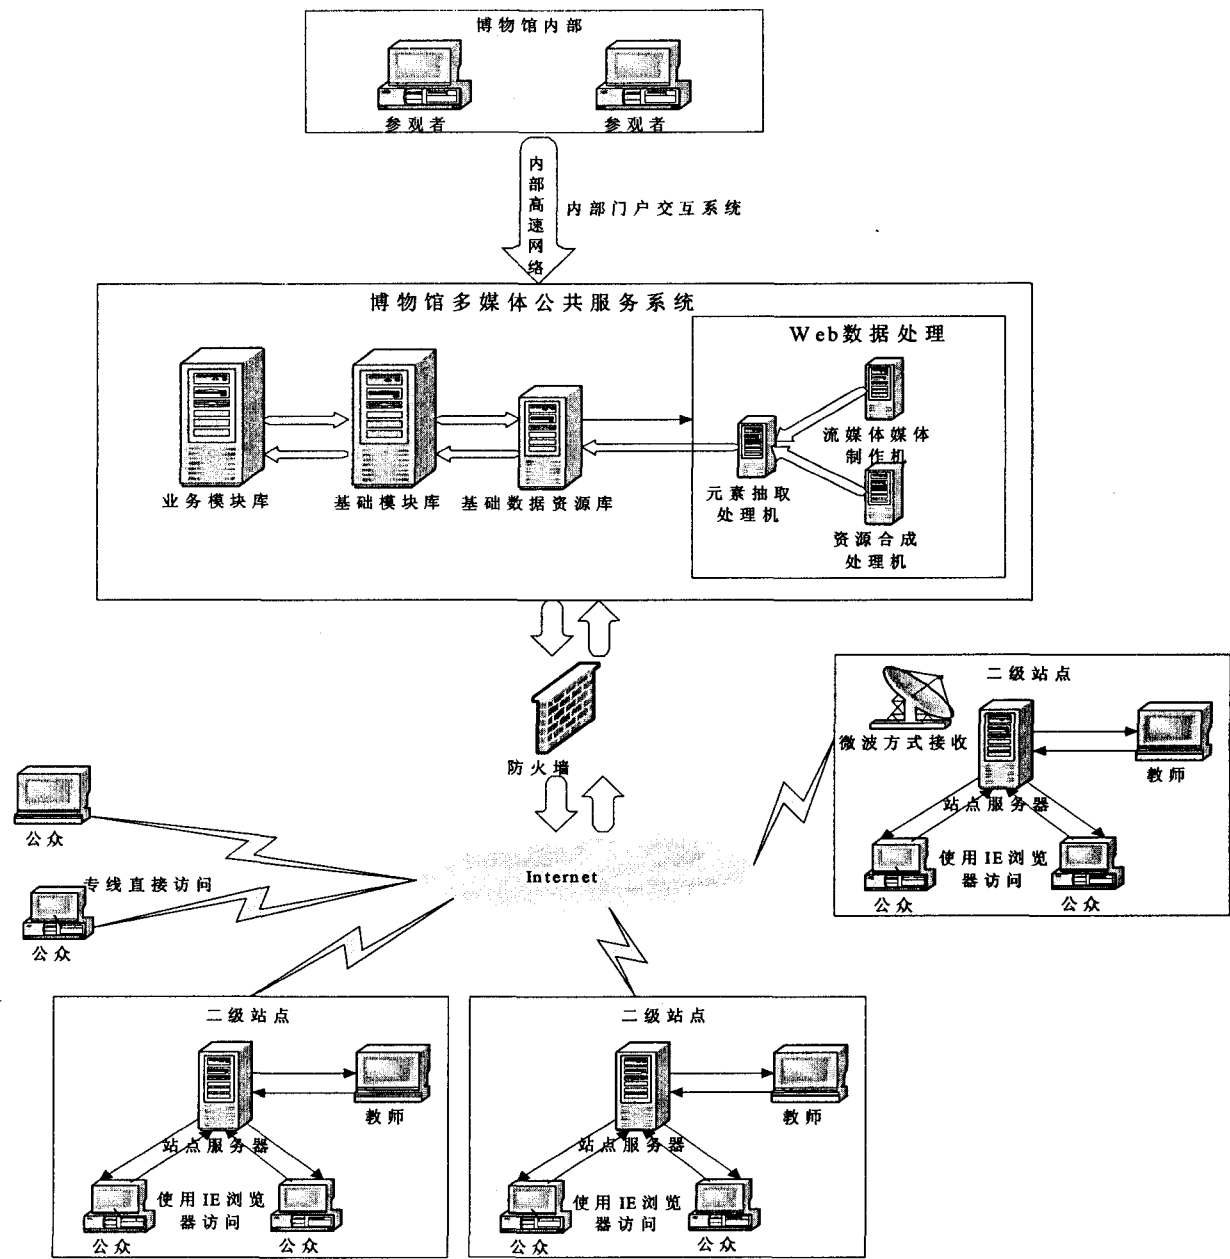 博物馆内部
参观者
参观者
内部高速网络
内部门户交互系统
博物馆多媒体公共服务系统
Web数据处理
流媒体媒体
制作机
业务模块库
基础模块库
基础数据资源库
元素抽取
处理机
资源合成
处理机
二级站点
微波方式接收
防火墙
教师
站点服务器
公众
使用IE浏览
器访问
公众
公众
Internet
专线直接访问
公众
二级站点
教师
站点服务器
使用IE浏览
器访问
公众
公众
二级站点
教师
站点服务器
使用IE浏览
器访问
公众
公众